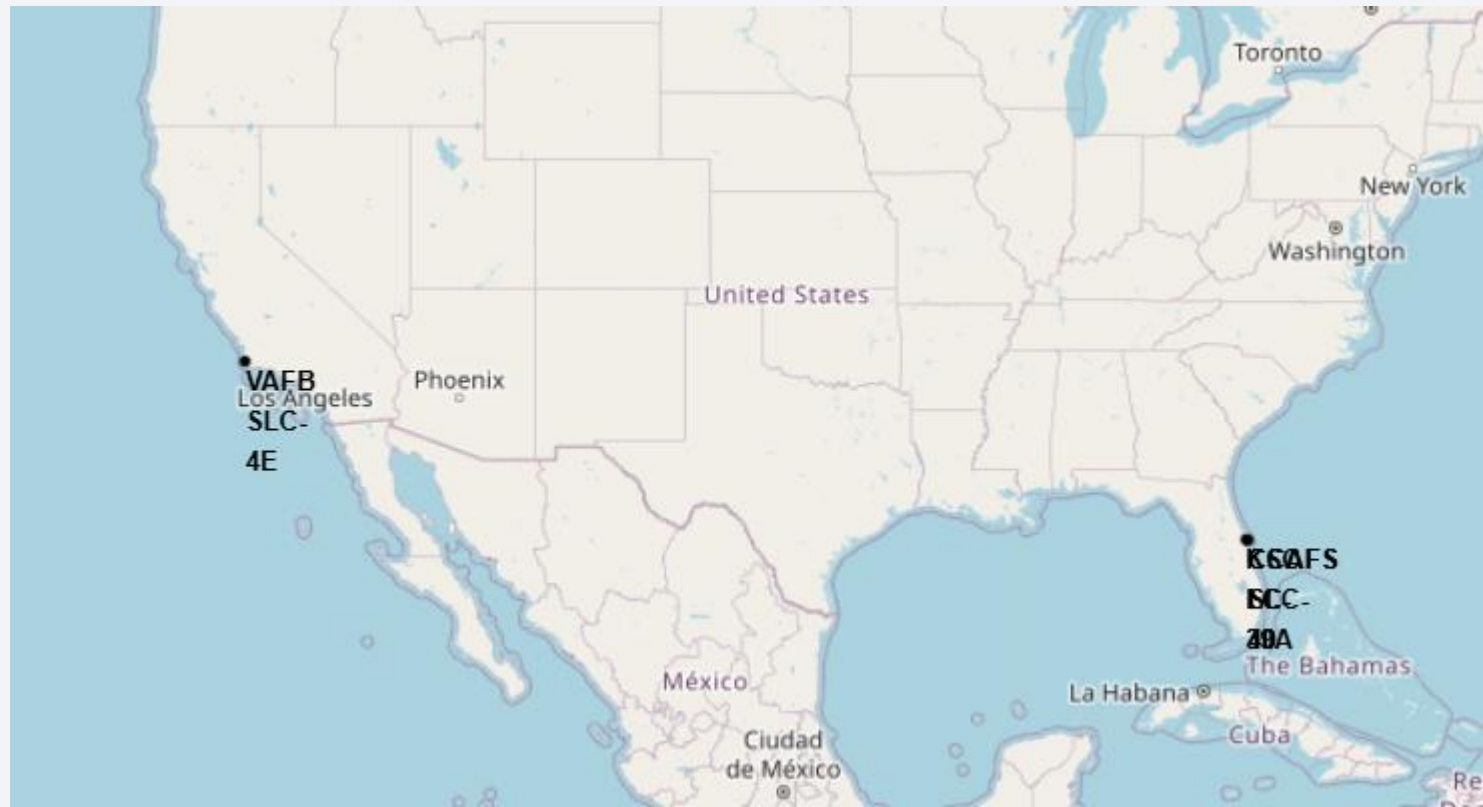 Toronto
New York
Washington
United States
VAFB
Los Angeles
SLC-
4E
Phoenix
The Bahamas
México
La Habana
Cuba
Ciudad
de México
Re